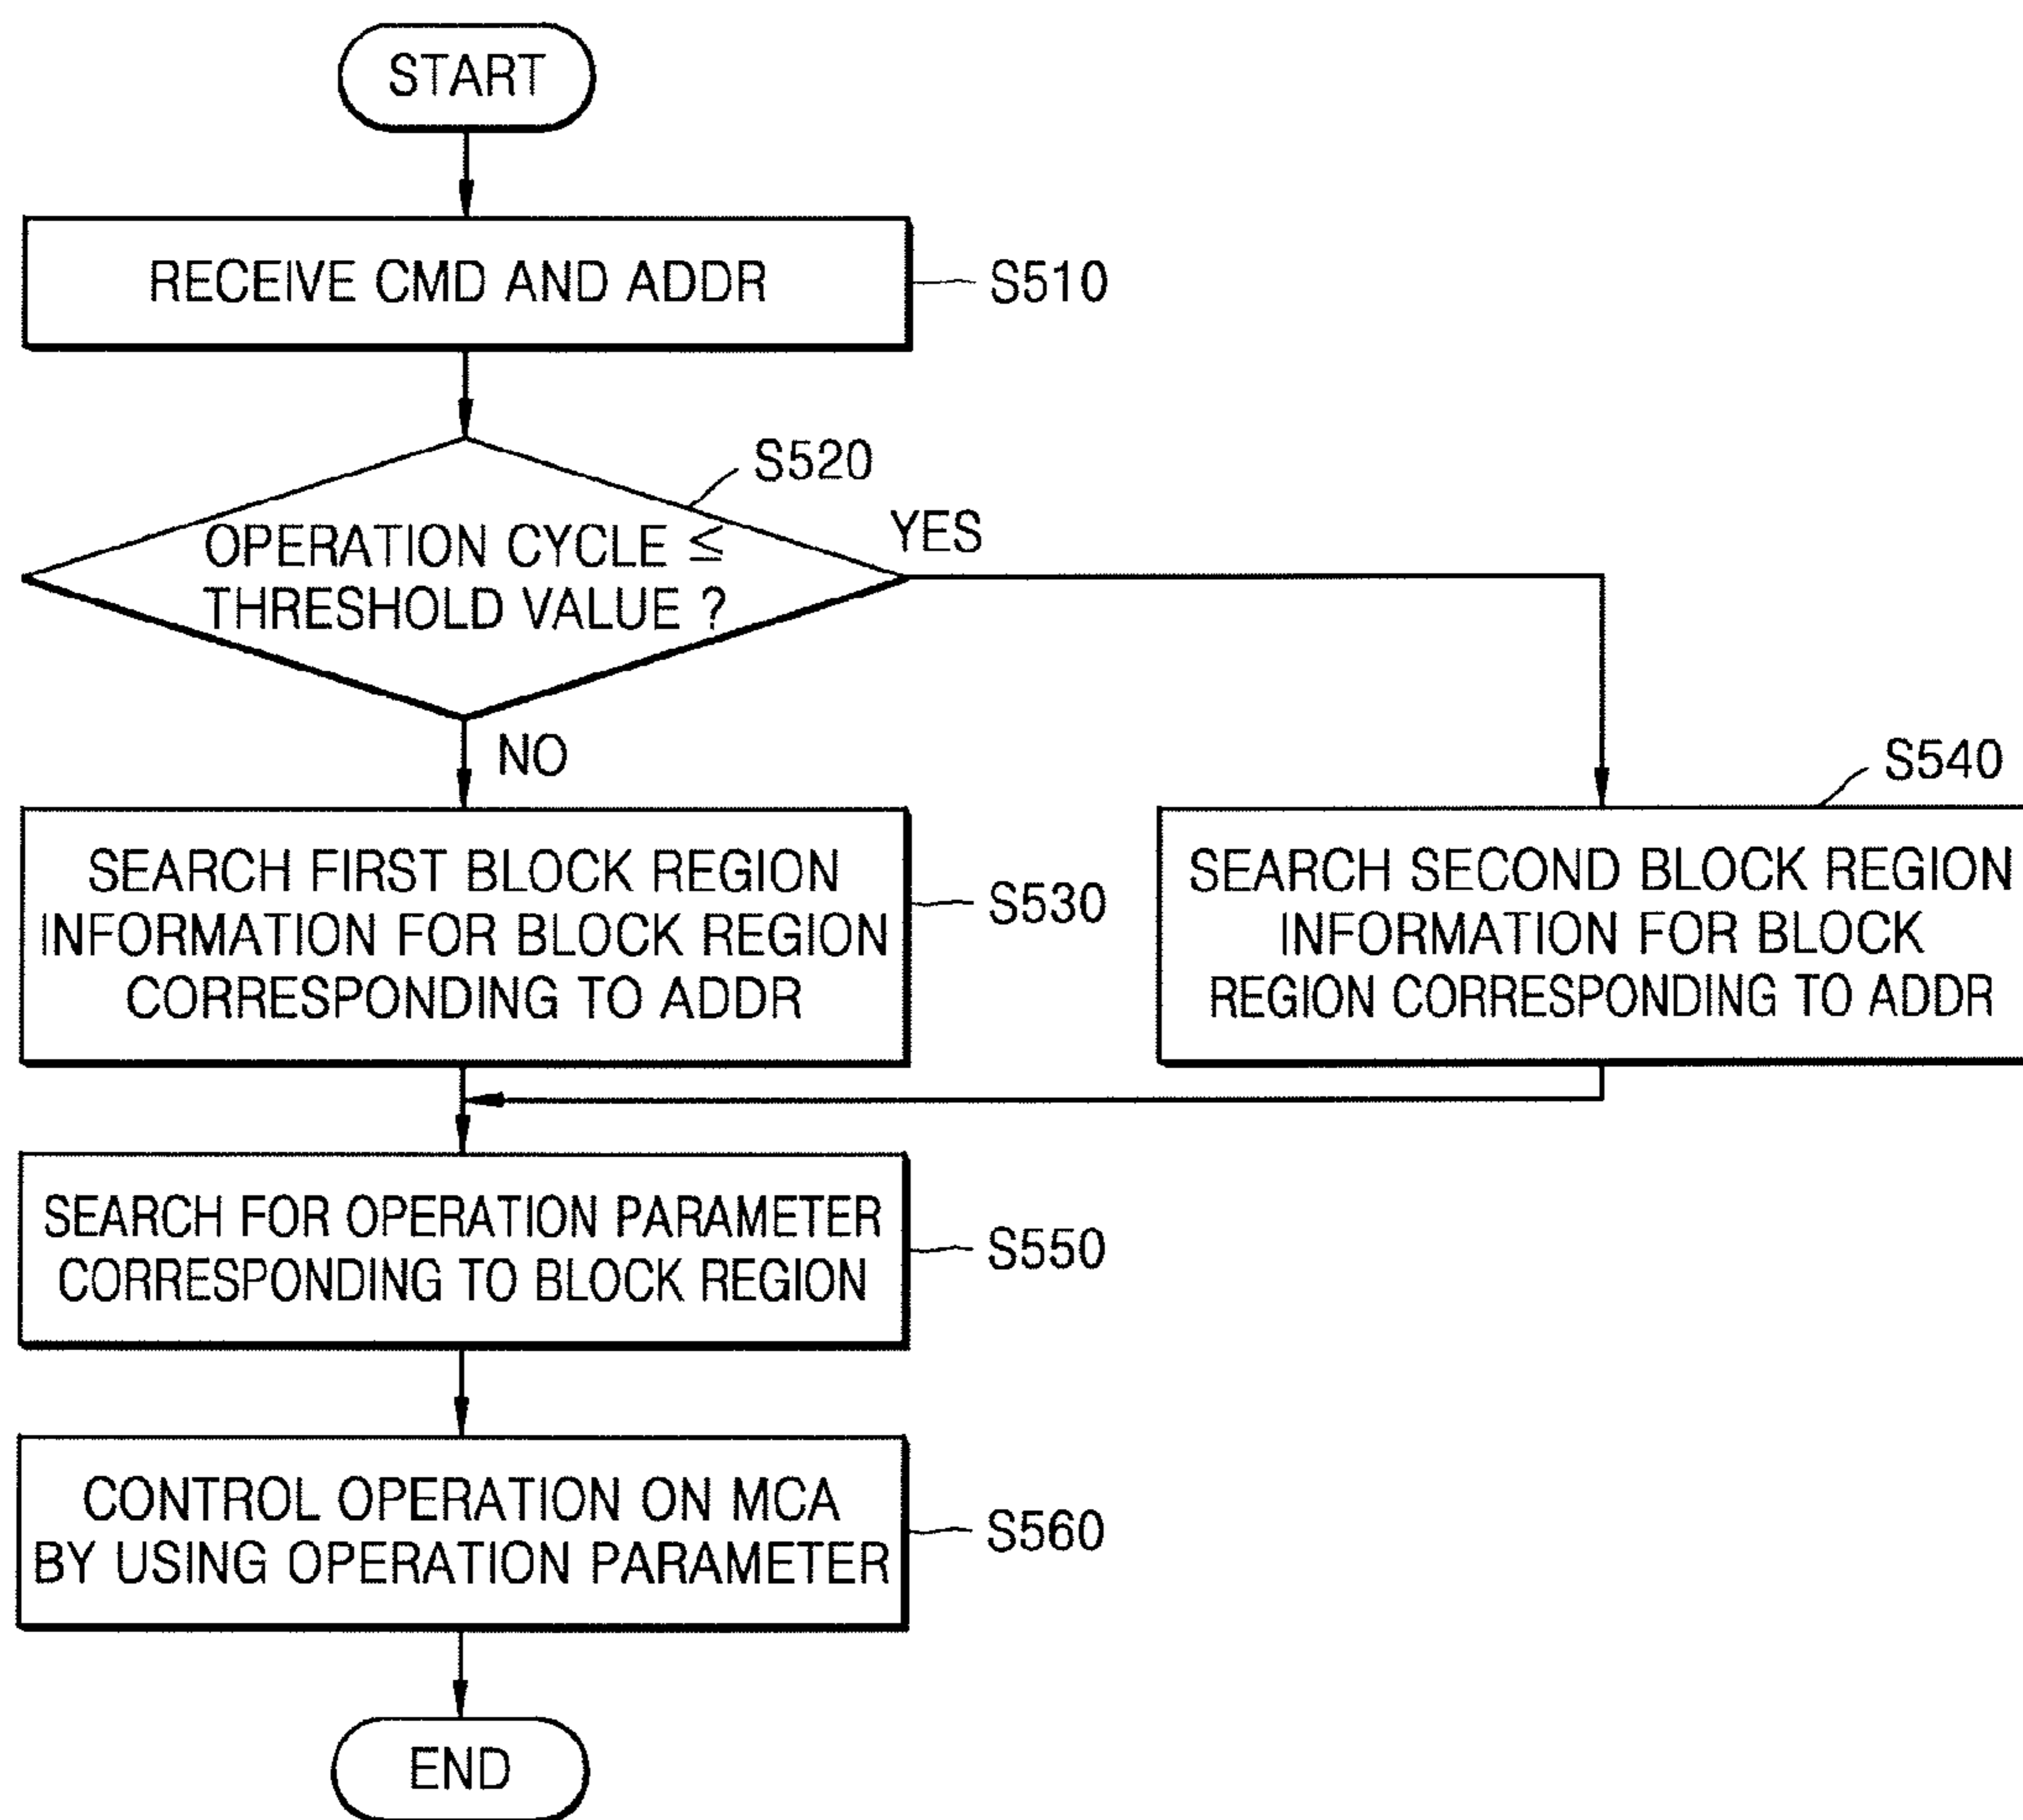 START
RECEIVE CMD AND ADDR
S510
S520
OPERATION CYCLE ≤
THRESHOLD VALUE ?
YES
NO
SEARCH FIRST BLOCK REGION
INFORMATION FOR BLOCK REGION
CORRESPONDING TO ADDR
S530
S540
SEARCH SECOND BLOCK REGION
INFORMATION FOR BLOCK
REGION CORRESPONDING TO ADDR
SEARCH FOR OPERATION PARAMETER
CORRESPONDING TO BLOCK REGION
S550
CONTROL OPERATION ON MCA
BY USING OPERATION PARAMETER
S560
END